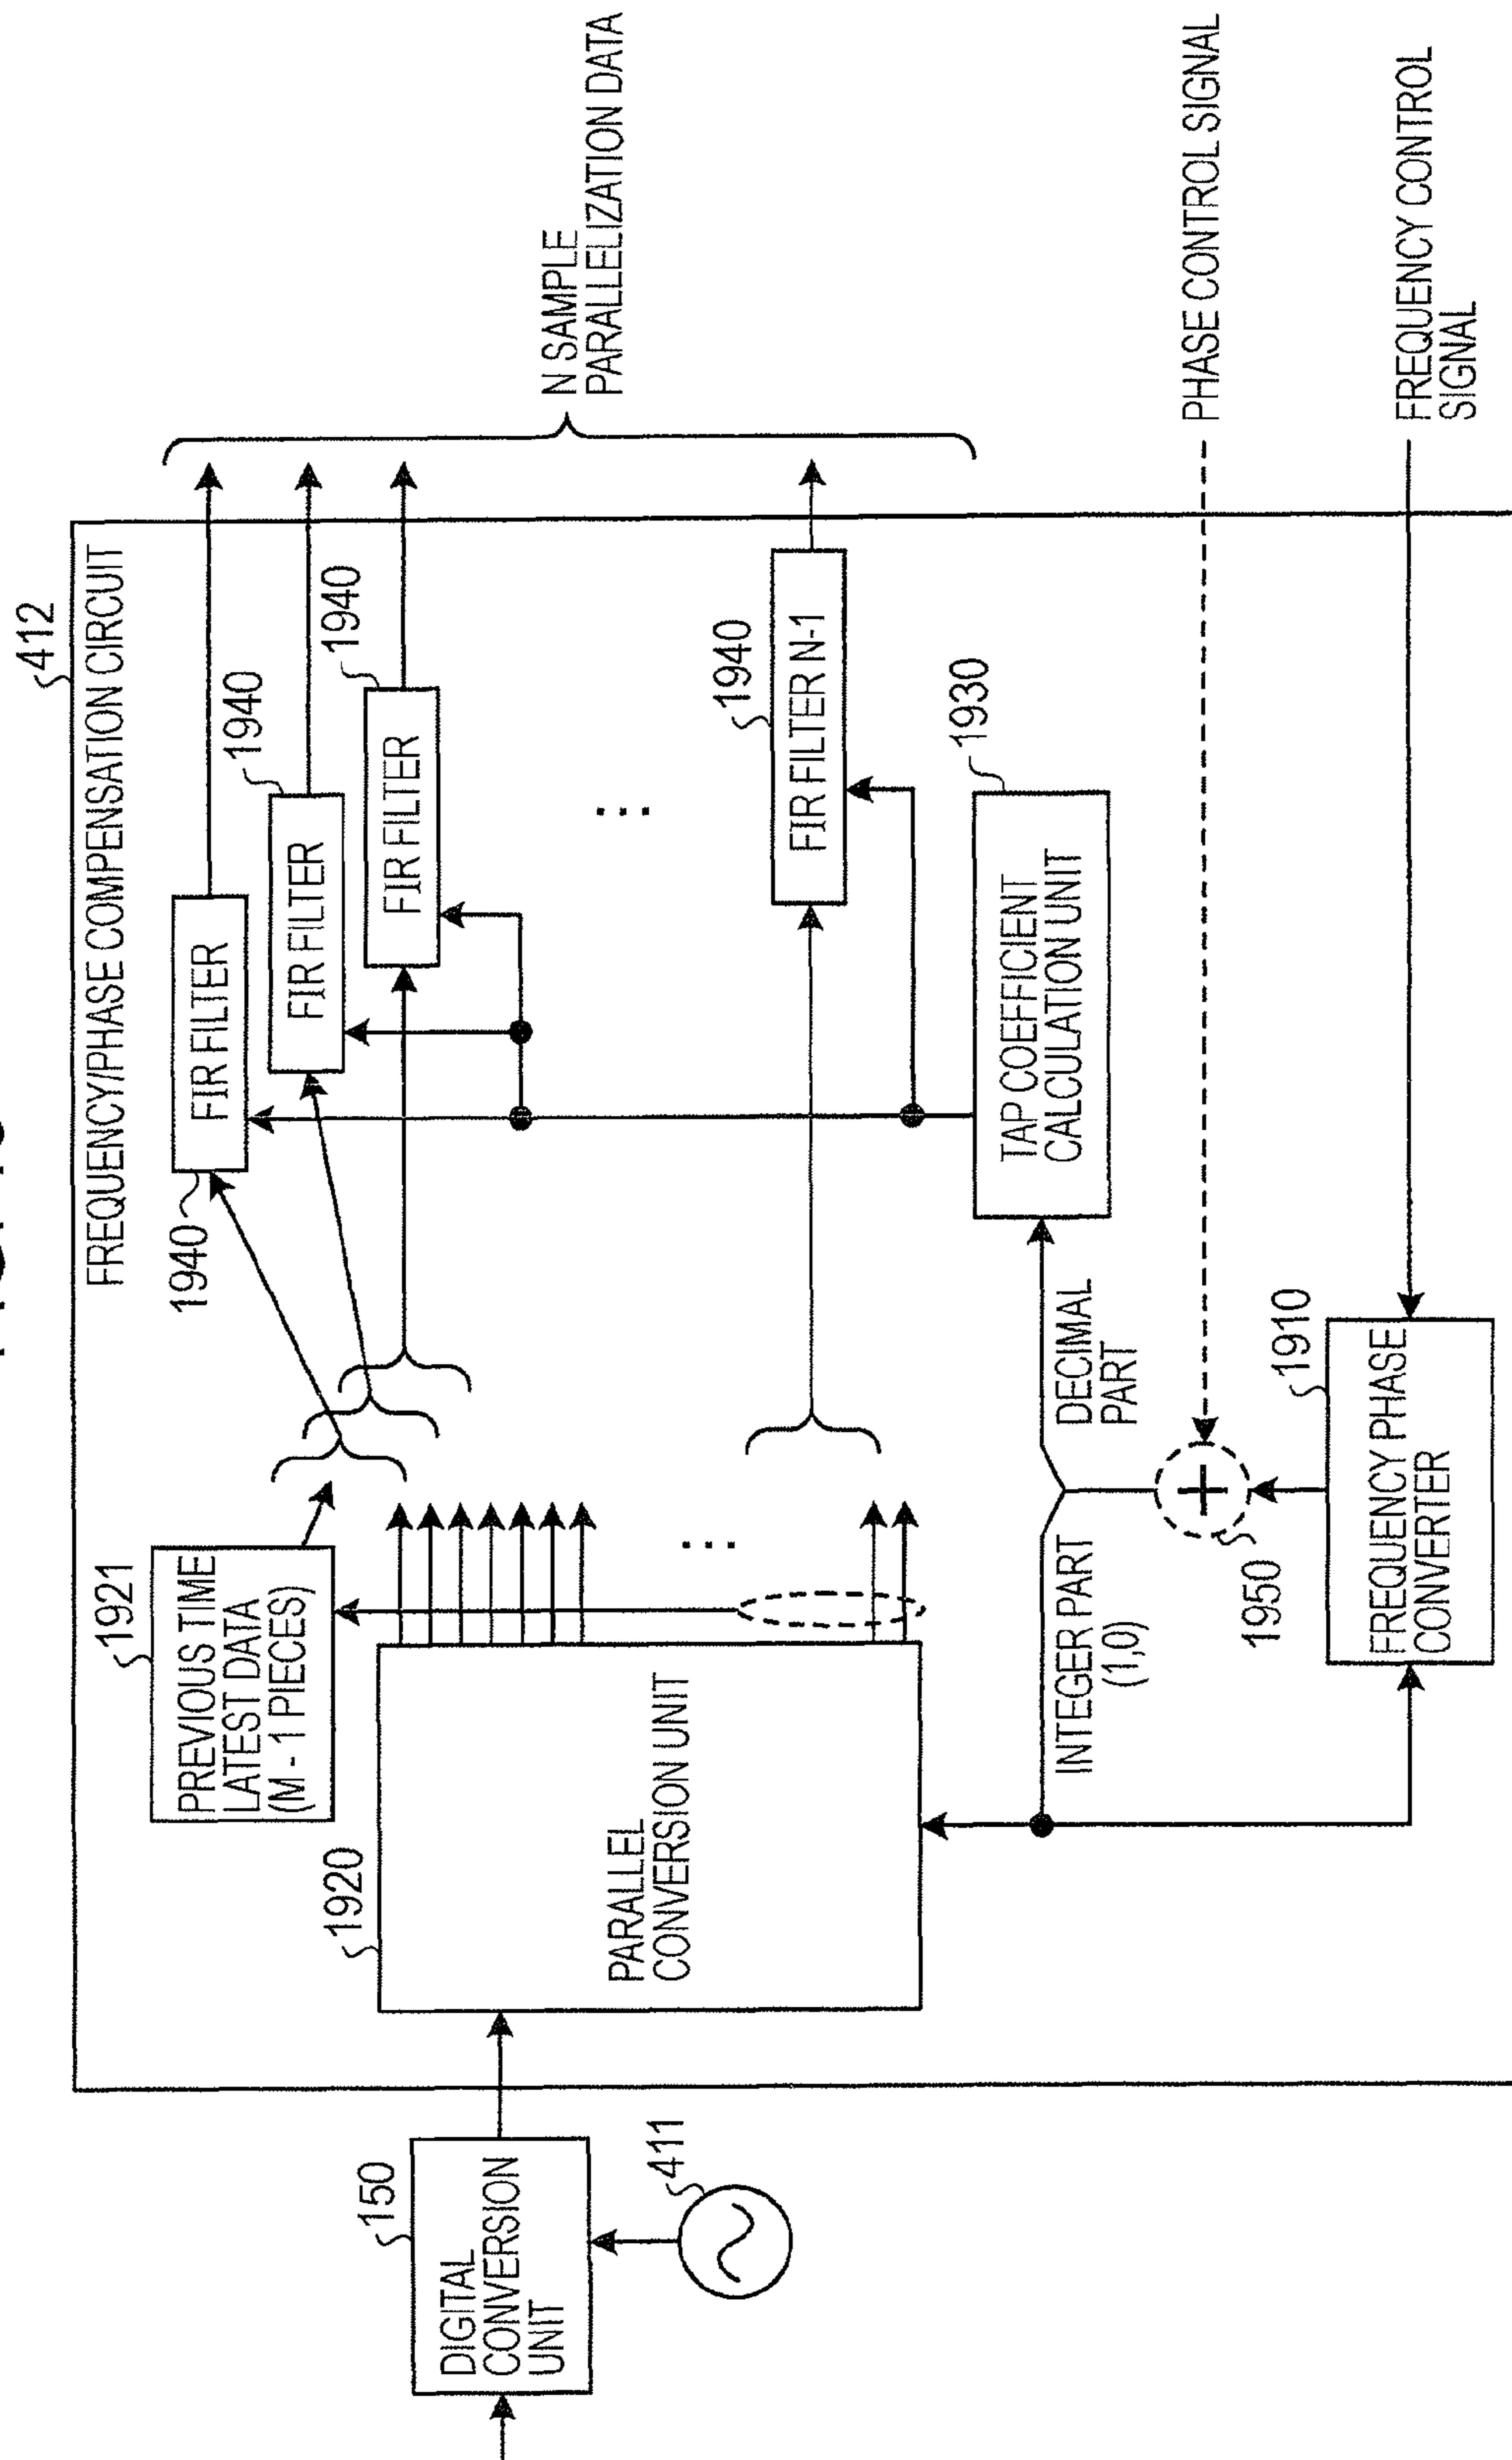 412
FREQUENCY/PHASE COMPENSATION CIRCUIT
1921
PREVIOUS TIME
LATEST DATA
(M - 1 PIECES)
1940
FIR FILTER
1940
FIR FILTER
1940
FIR FILTER
N SAMPLE
PARALLELIZATION DATA
150
DIGITAL
CONVERSION
UNIT
411
1920
PARALLEL
CONVERSION UNIT
...
...
1940
FIR FILTER N-1
1930
TAP COEFFICIENT
CALCULATION UNIT
INTEGER PART
(1,0)
DECIMAL
PART
1950
+
PHASE CONTROL SIGNAL
1910
FREQUENCY PHASE
CONVERTER
FREQUENCY CONTROL
SIGNAL